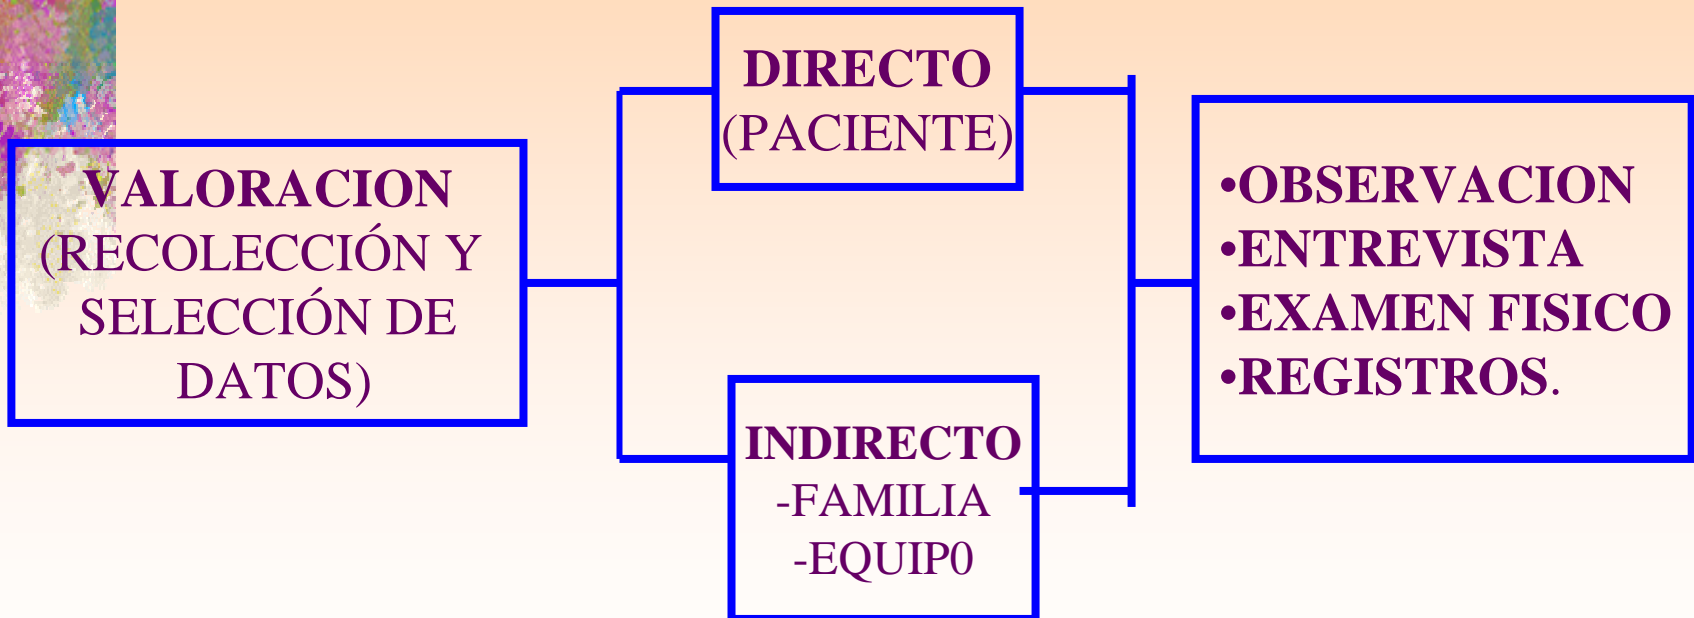 VALORACION
(RECOLECCIÓN Y
SELECCIÓN DE
DATOS)
DIRECTO
(PACIENTE)
INDIRECTO
-FAMILIA
-EQUIP0
•OBSERVACION
•ENTREVISTA
•EXAMEN FISICO
•REGISTROS.